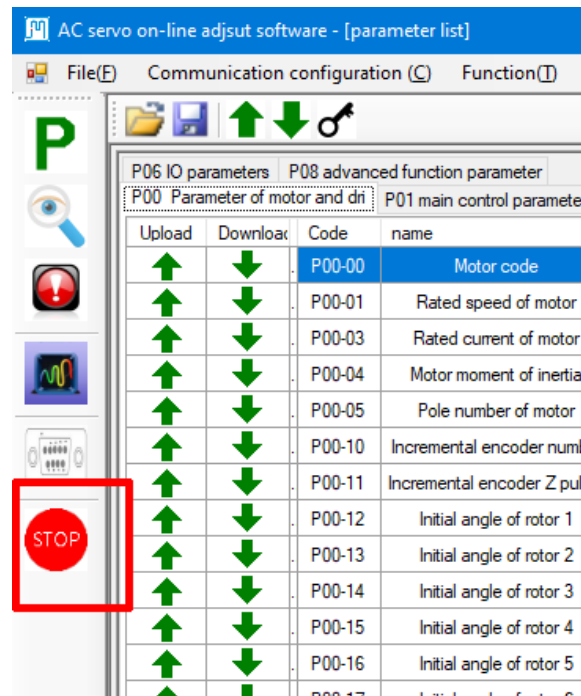 AC servo on-line adjsut software - [parameter list]
File(F) Communication configuration (C) Function(T)
P
P06 IO parameters P08 advanced function parameter
P00 Parameter of motor and dri P01 main control paramete
Upload Downloac Code name
P00-00 Motor code
P00-01 Rated speed of motor
P00-03 Rated current of motor
P00-04 Motor moment of inertia
P00-05 Pole number of motor
P00-10 Incremental encoder numl
P00-11 Incremental encoder Z pul
P00-12 Initial angle of rotor 1
STOP
P00-13 Initial angle of rotor 2
P00-14 Initial angle of rotor 3
P00-15 Initial angle of rotor 4
P00-16 Initial angle of rotor 5